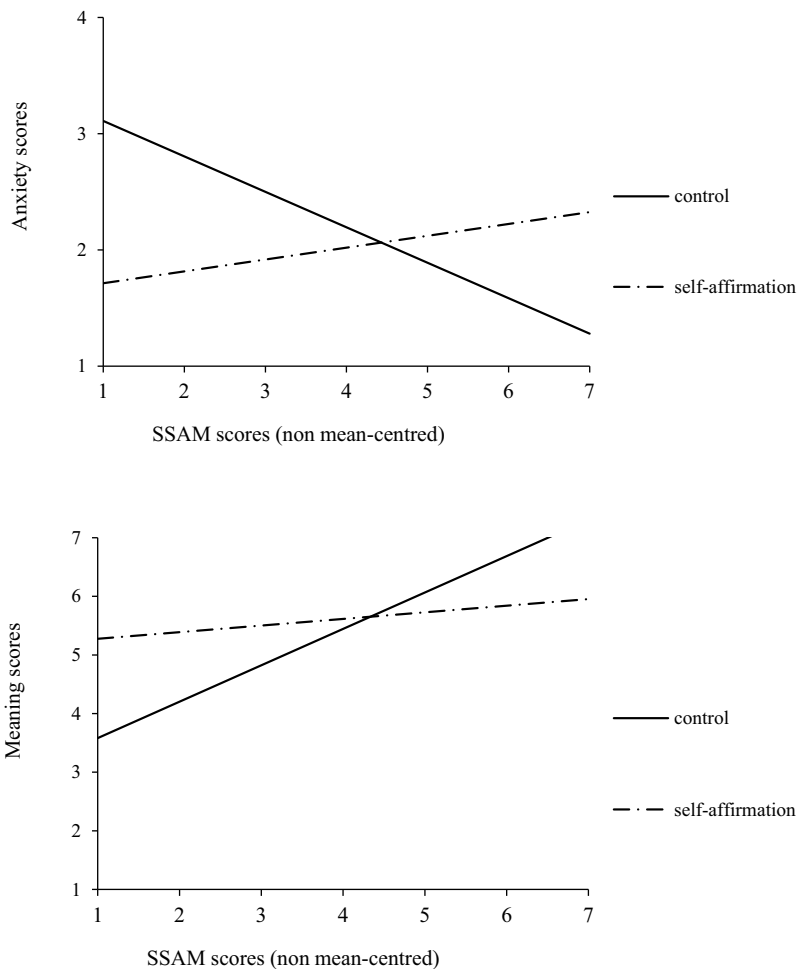 4
3
2
1
Anxiety scores
1 2 3 4 5 6 7
SSAM scores (non mean-centred)
control
self-affirmation
7
6
5
4
3
2
1
Meaning scores
1 2 3 4 5 6 7
SSAM scores (non mean-centred)
control
self-affirmation